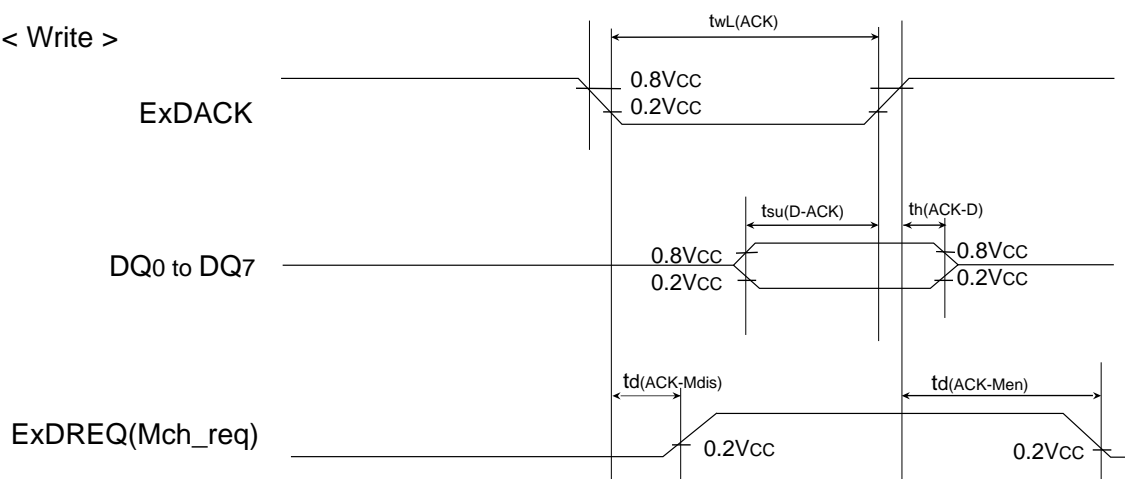 < Write >
twL(ACK)
ExDACK
0.8VCC
0.2VCC
tsu(D-ACK)
th(ACK-D)
DQ0 to DQ7
0.8VCC
0.8VCC
0.2VCC
0.2VCC
td(ACK-Mdis)
td(ACK-Men)
ExDREQ(Mch_req)
0.2VCC
0.2VCC